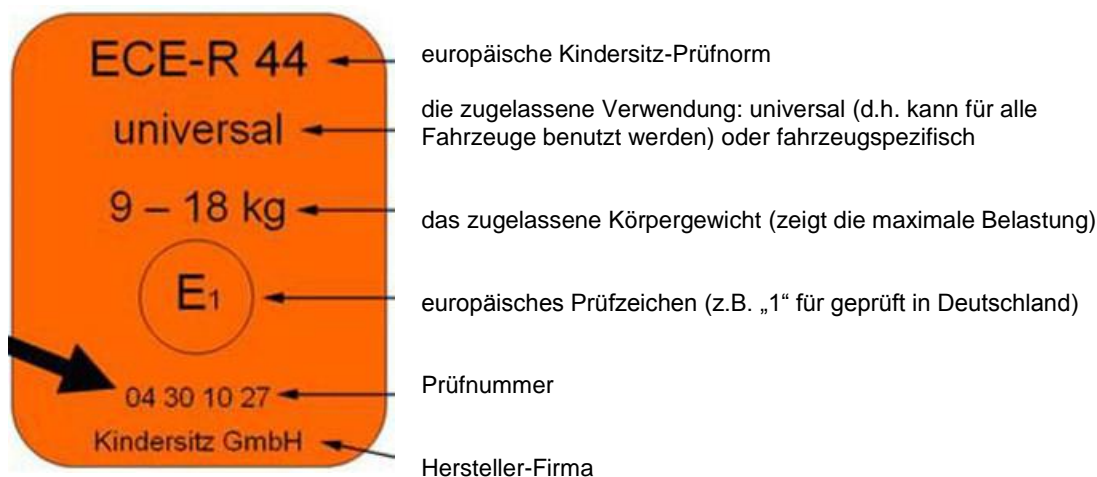 ECE-R 44
europäische Kindersitz-Prüfnorm
universal
die zugelassene Verwendung: universal (d.h. kann für alle
Fahrzeuge benutzt werden) oder fahrzeugspezifisch
9 – 18 kg
das zugelassene Körpergewicht (zeigt die maximale Belastung)
E1
europäisches Prüfzeichen (z.B. „1“ für geprüft in Deutschland)
04 30 10 27
Prüfnummer
Kindersitz GmbH
Hersteller-Firma